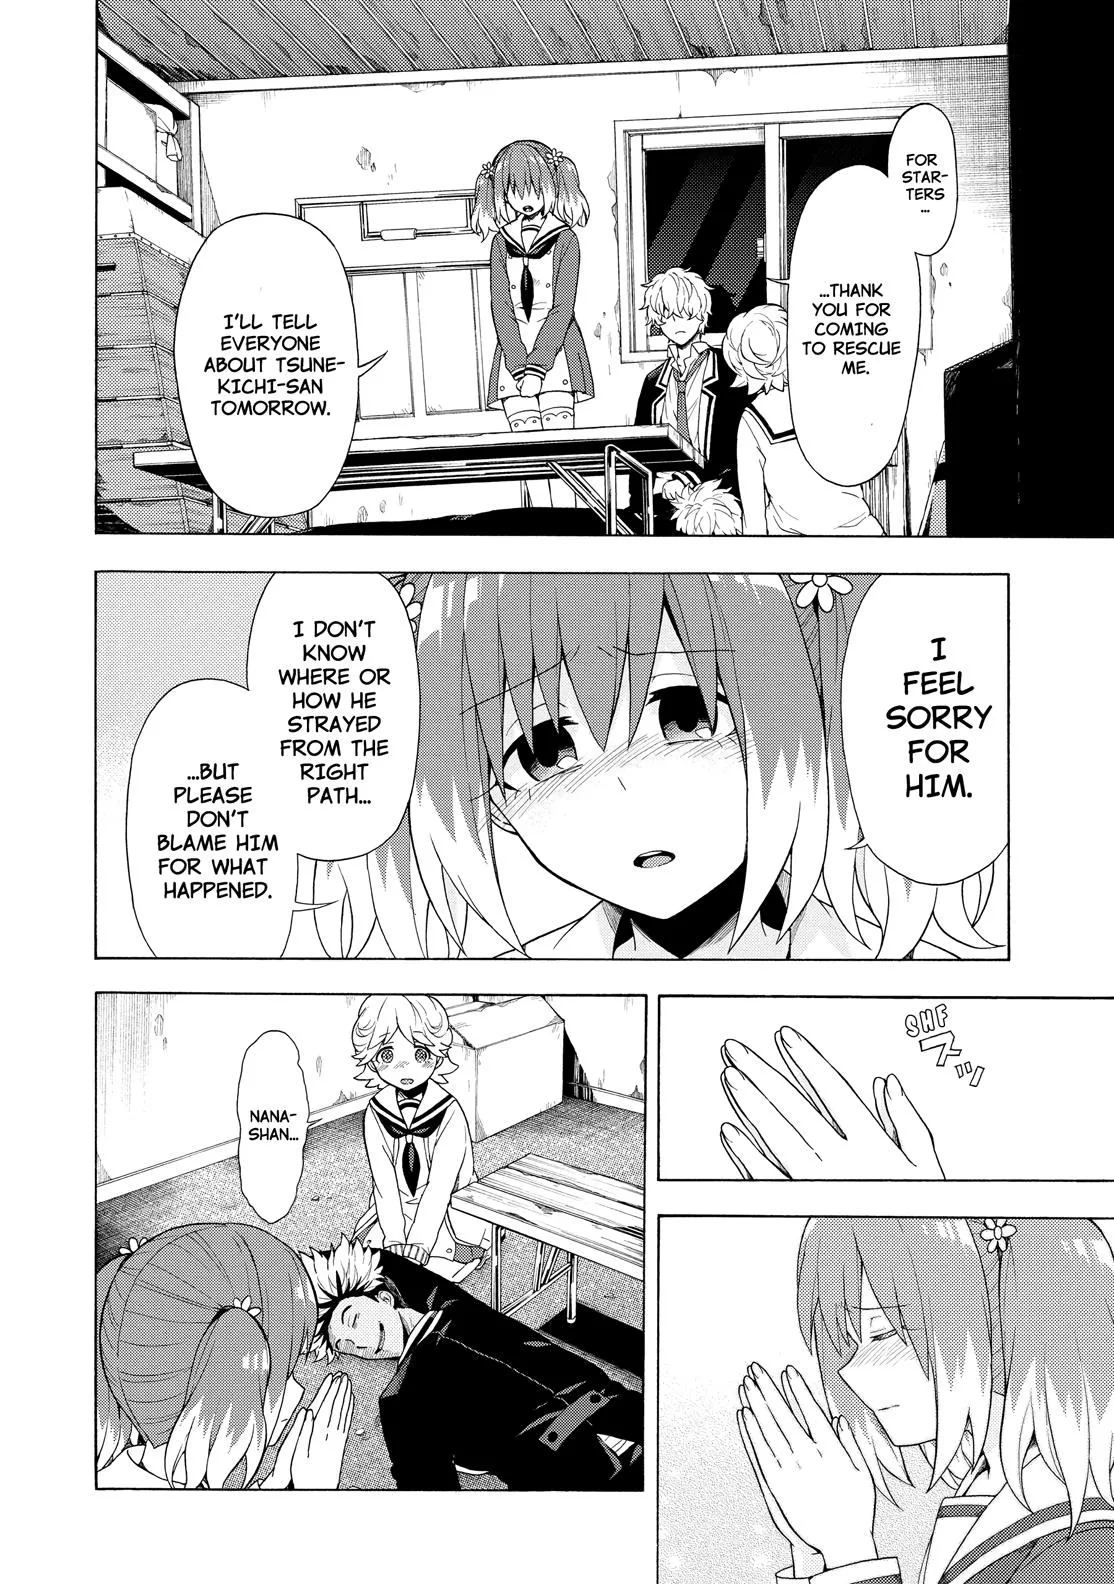 FOR
STAR-
TERS
...
...THANK
YOU FOR
COMING
TO RESCUE
ME.
I'LL TELL
EVERYONE
ABOUT TSUNE-
KICHI-SAN
TOMORROW.
I
FEEL
SORRY
FOR
HIM.
I DON'T
KNOW
WHERE OR
HOW HE
STRAYED
FROM THE
RIGHT
PATH...
...BUT
PLEASE
DON'T
BLAME HIM
FOR WHAT
HAPPENED.
SHF
スッ
NANA-
SHAN...